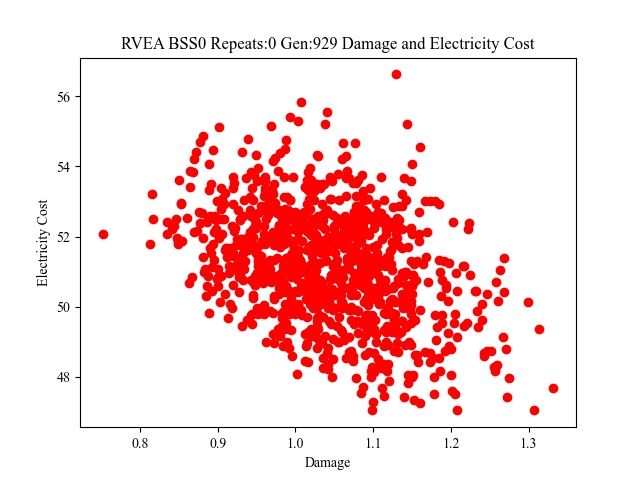 RVEA BSS0 Repeats:0 Gen:929 Damage and Electricity Cost
56
54
52
50
48
Electricity Cost
0.8 0.9 1.0 1.1 1.2 1.3
Damage